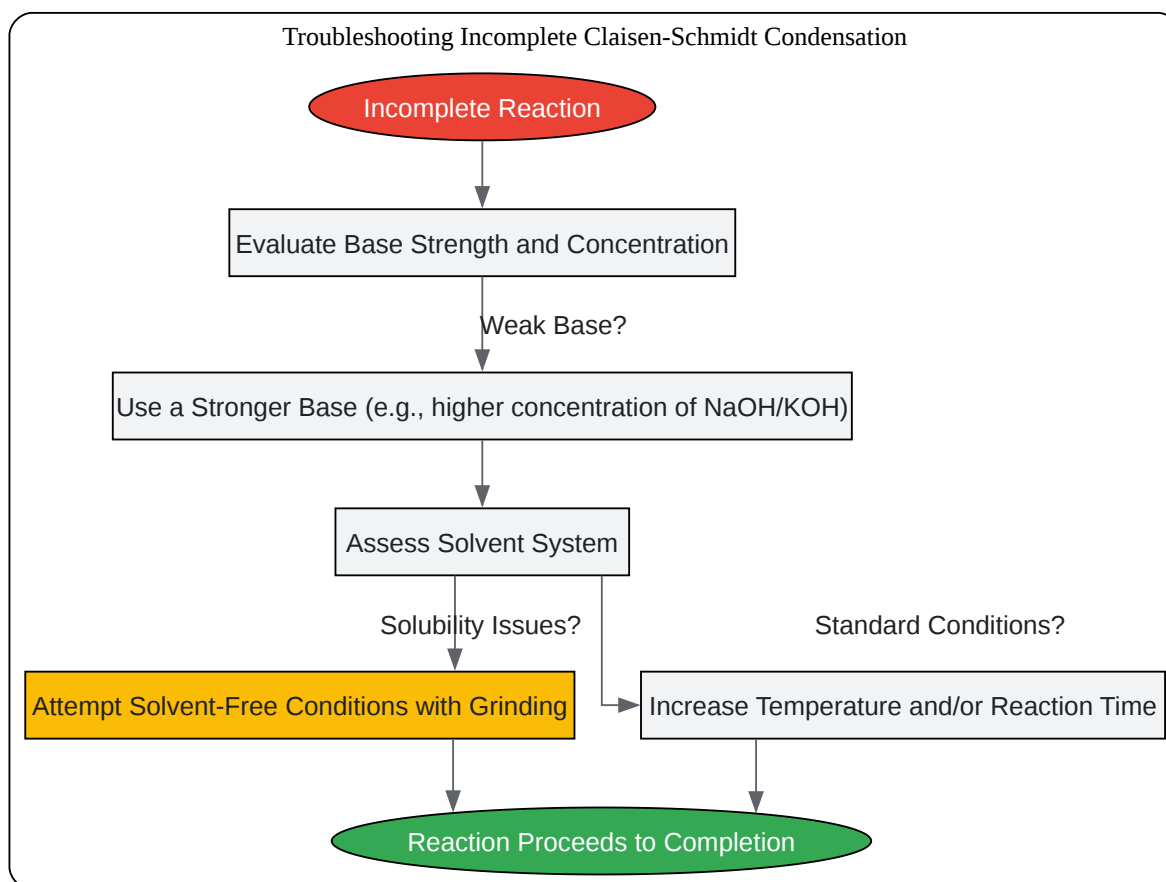 Troubleshooting Incomplete Claisen-Schmidt Condensation
Incomplete Reaction
Evaluate Base Strength and Concentration
Weak Base?
Use a Stronger Base (e.g., higher concentration of NaOH/KOH)
Assess Solvent System
Solubility Issues?
Standard Conditions?
Attempt Solvent-Free Conditions with Grinding
Increase Temperature and/or Reaction Time
Reaction Proceeds to Completion